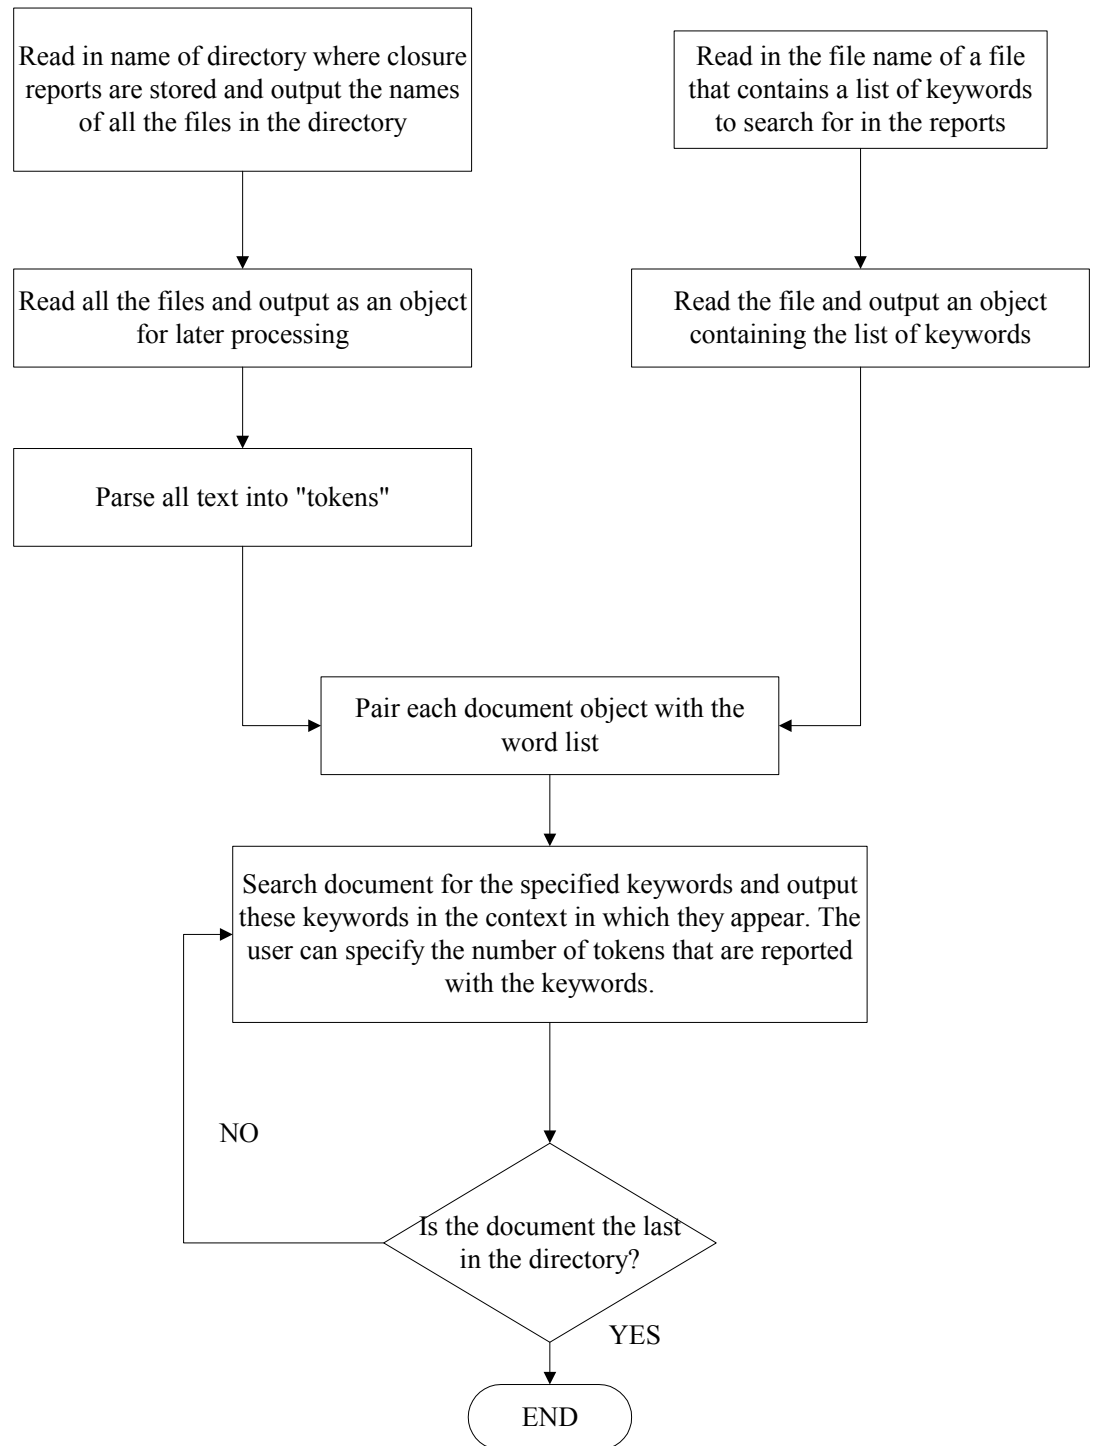 Read in name of directory where closure
reports are stored and output the names
of all the files in the directory
Read in the file name of a file
that contains a list of keywords
to search for in the reports
Read all the files and output as an object
for later processing
Read the file and output an object
containing the list of keywords
Parse all text into "tokens"
Pair each document object with the
word list
Search document for the specified keywords and output
these keywords in the context in which they appear. The
user can specify the number of tokens that are reported
with the keywords.
NO
Is the document the last
in the directory?
YES
END